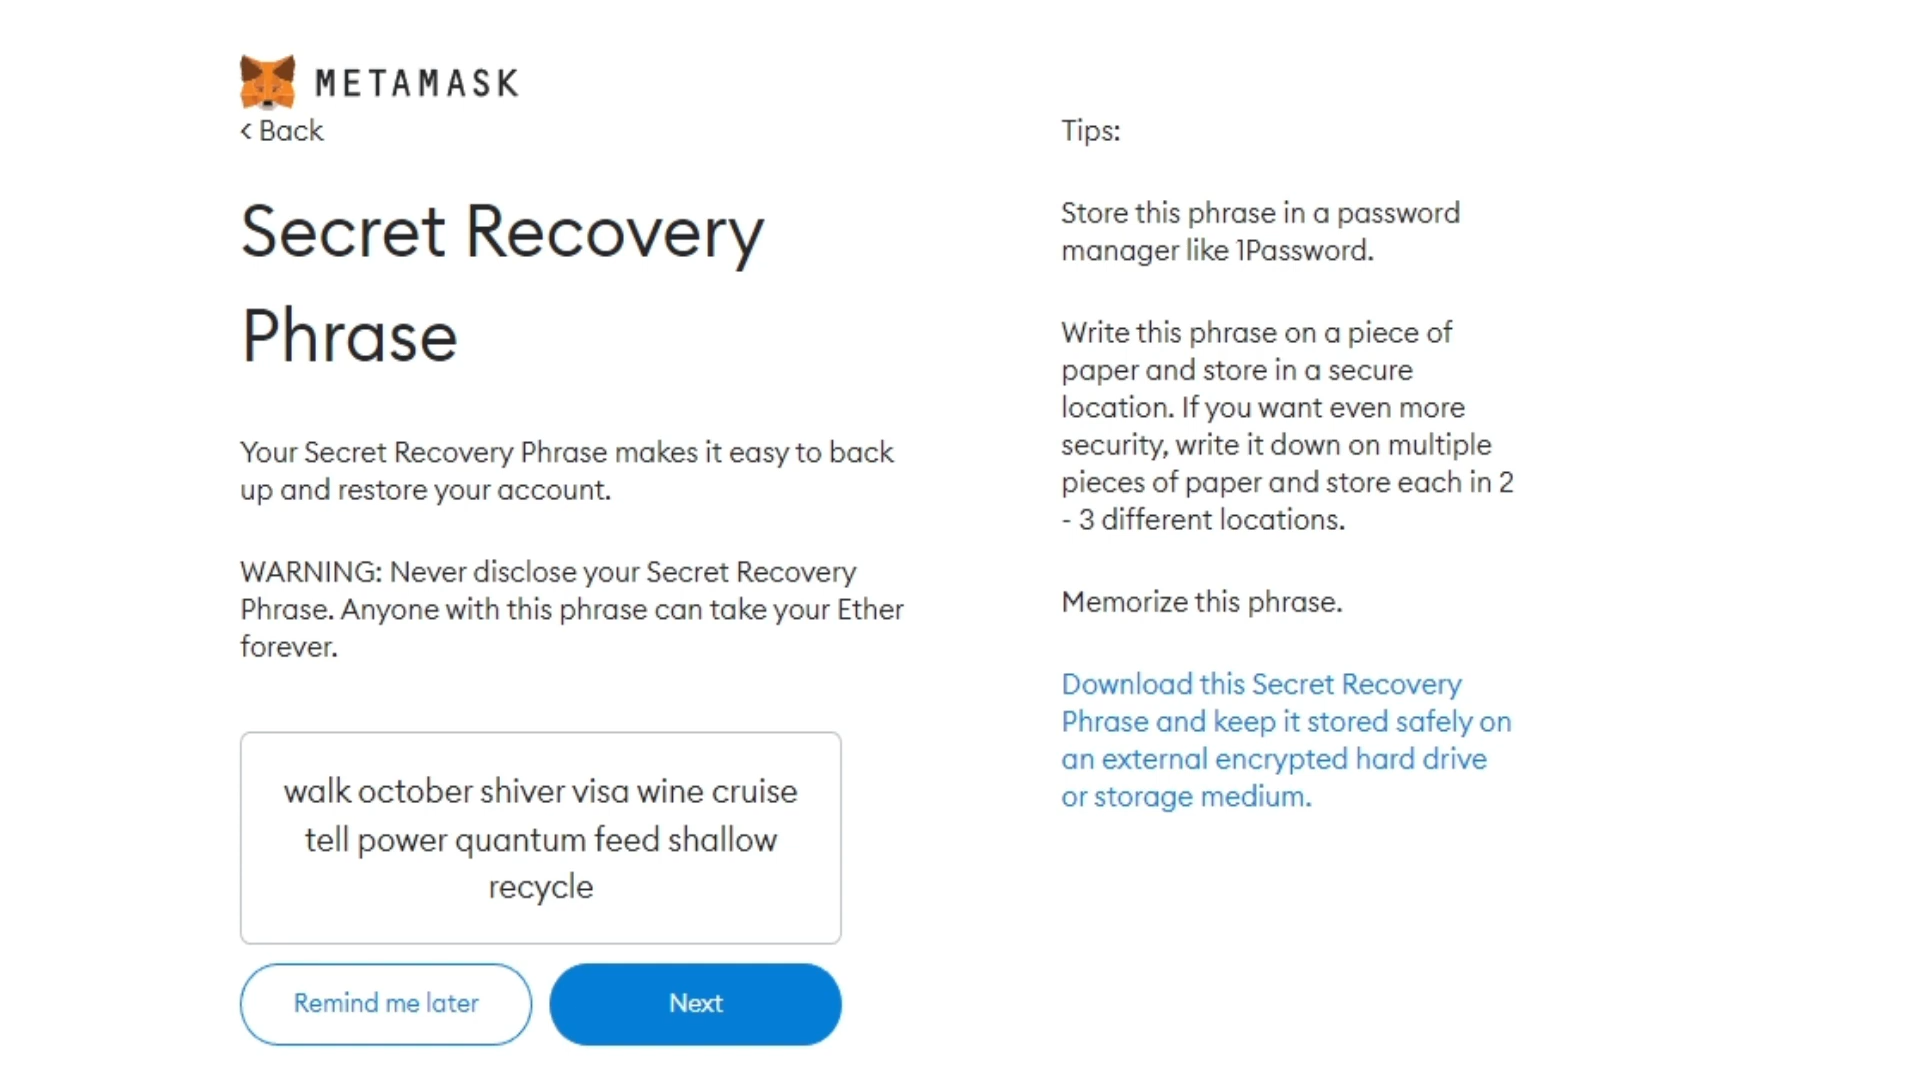 METAMASK
< Back
Secret Recovery
Phrase
Your Secret Recovery Phrase makes it easy to back
up and restore your account.
WARNING: Never disclose your Secret Recovery
Phrase. Anyone with this phrase can take your Ether
forever.
walk october shiver visa wine cruise
tell power quantum feed shallow
recycle
Remind me later
Next
Tips:
Store this phrase in a password
manager like 1Password.
Write this phrase on a piece of
paper and store in a secure
location. If you want even more
security, write it down on multiple
pieces of paper and store each in 2
- 3 different locations.
Memorize this phrase.
Download this Secret Recovery
Phrase and keep it stored safely on
an external encrypted hard drive
or storage medium.